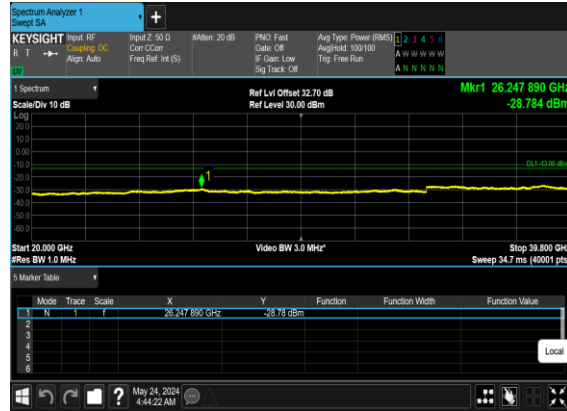 Spectrum Analyzer 1
Swept SA
+
KEYSIGHT Input: RF Input Z: 50 Ω #Atten: 20 dB PNO: Fast Avg Type: Power (RMS) 1 2 3 4 5 6
R T Coupling: DC Corr CCorr Gate: Off Avg|Hold: 100/100 A W W W W W
Align: Auto Freq Ref: Int (S) IF Gain: Low Trig: Free Run
Sig Track: Off A N N N N N
1 Spectrum Ref Lvl Offset 32.70 dB Mkr1 26.247 890 GHz
Scale/Div 10 dB Ref Level 30.00 dBm -28.784 dBm
Log
20.0
10.0
0.00
-10.0 DL1 -13.00 dBm
-20.0 1
-30.0
-40.0
-50.0
-60.0
Start 20.000 GHz Video BW 3.0 MHz* Stop 39.800 GHz
#Res BW 1.0 MHz Sweep 34.7 ms (40001 pts)
5 Marker Table
Mode Trace Scale X Y Function Function Width Function Value
1 N 1 f 26.247 890 GHz -28.78 dBm
2
3
4
5
6
Local
? May 24, 2024
4:44:22 AM